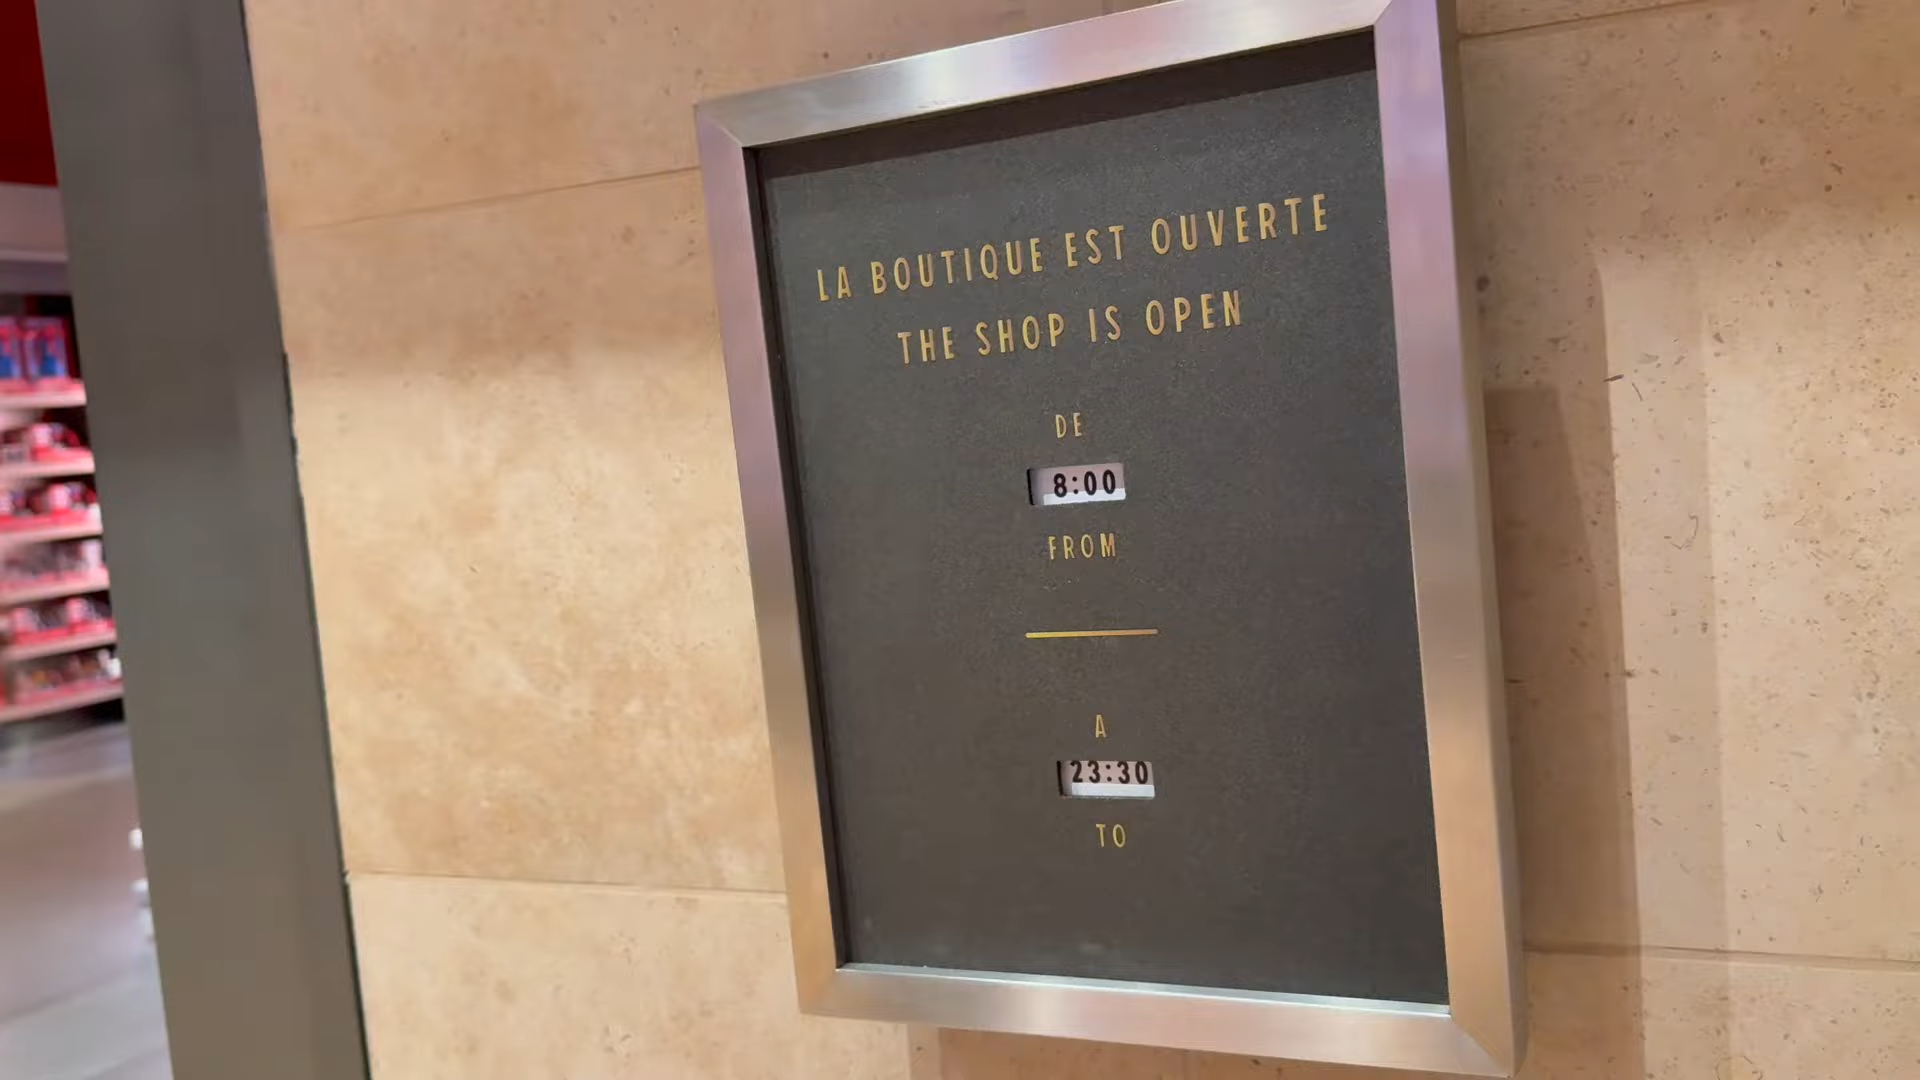 LA BOUTIQUE EST OUVERTE
THE SHOP IS OPEN
DE
8:00
FROM
A
23:30
TO